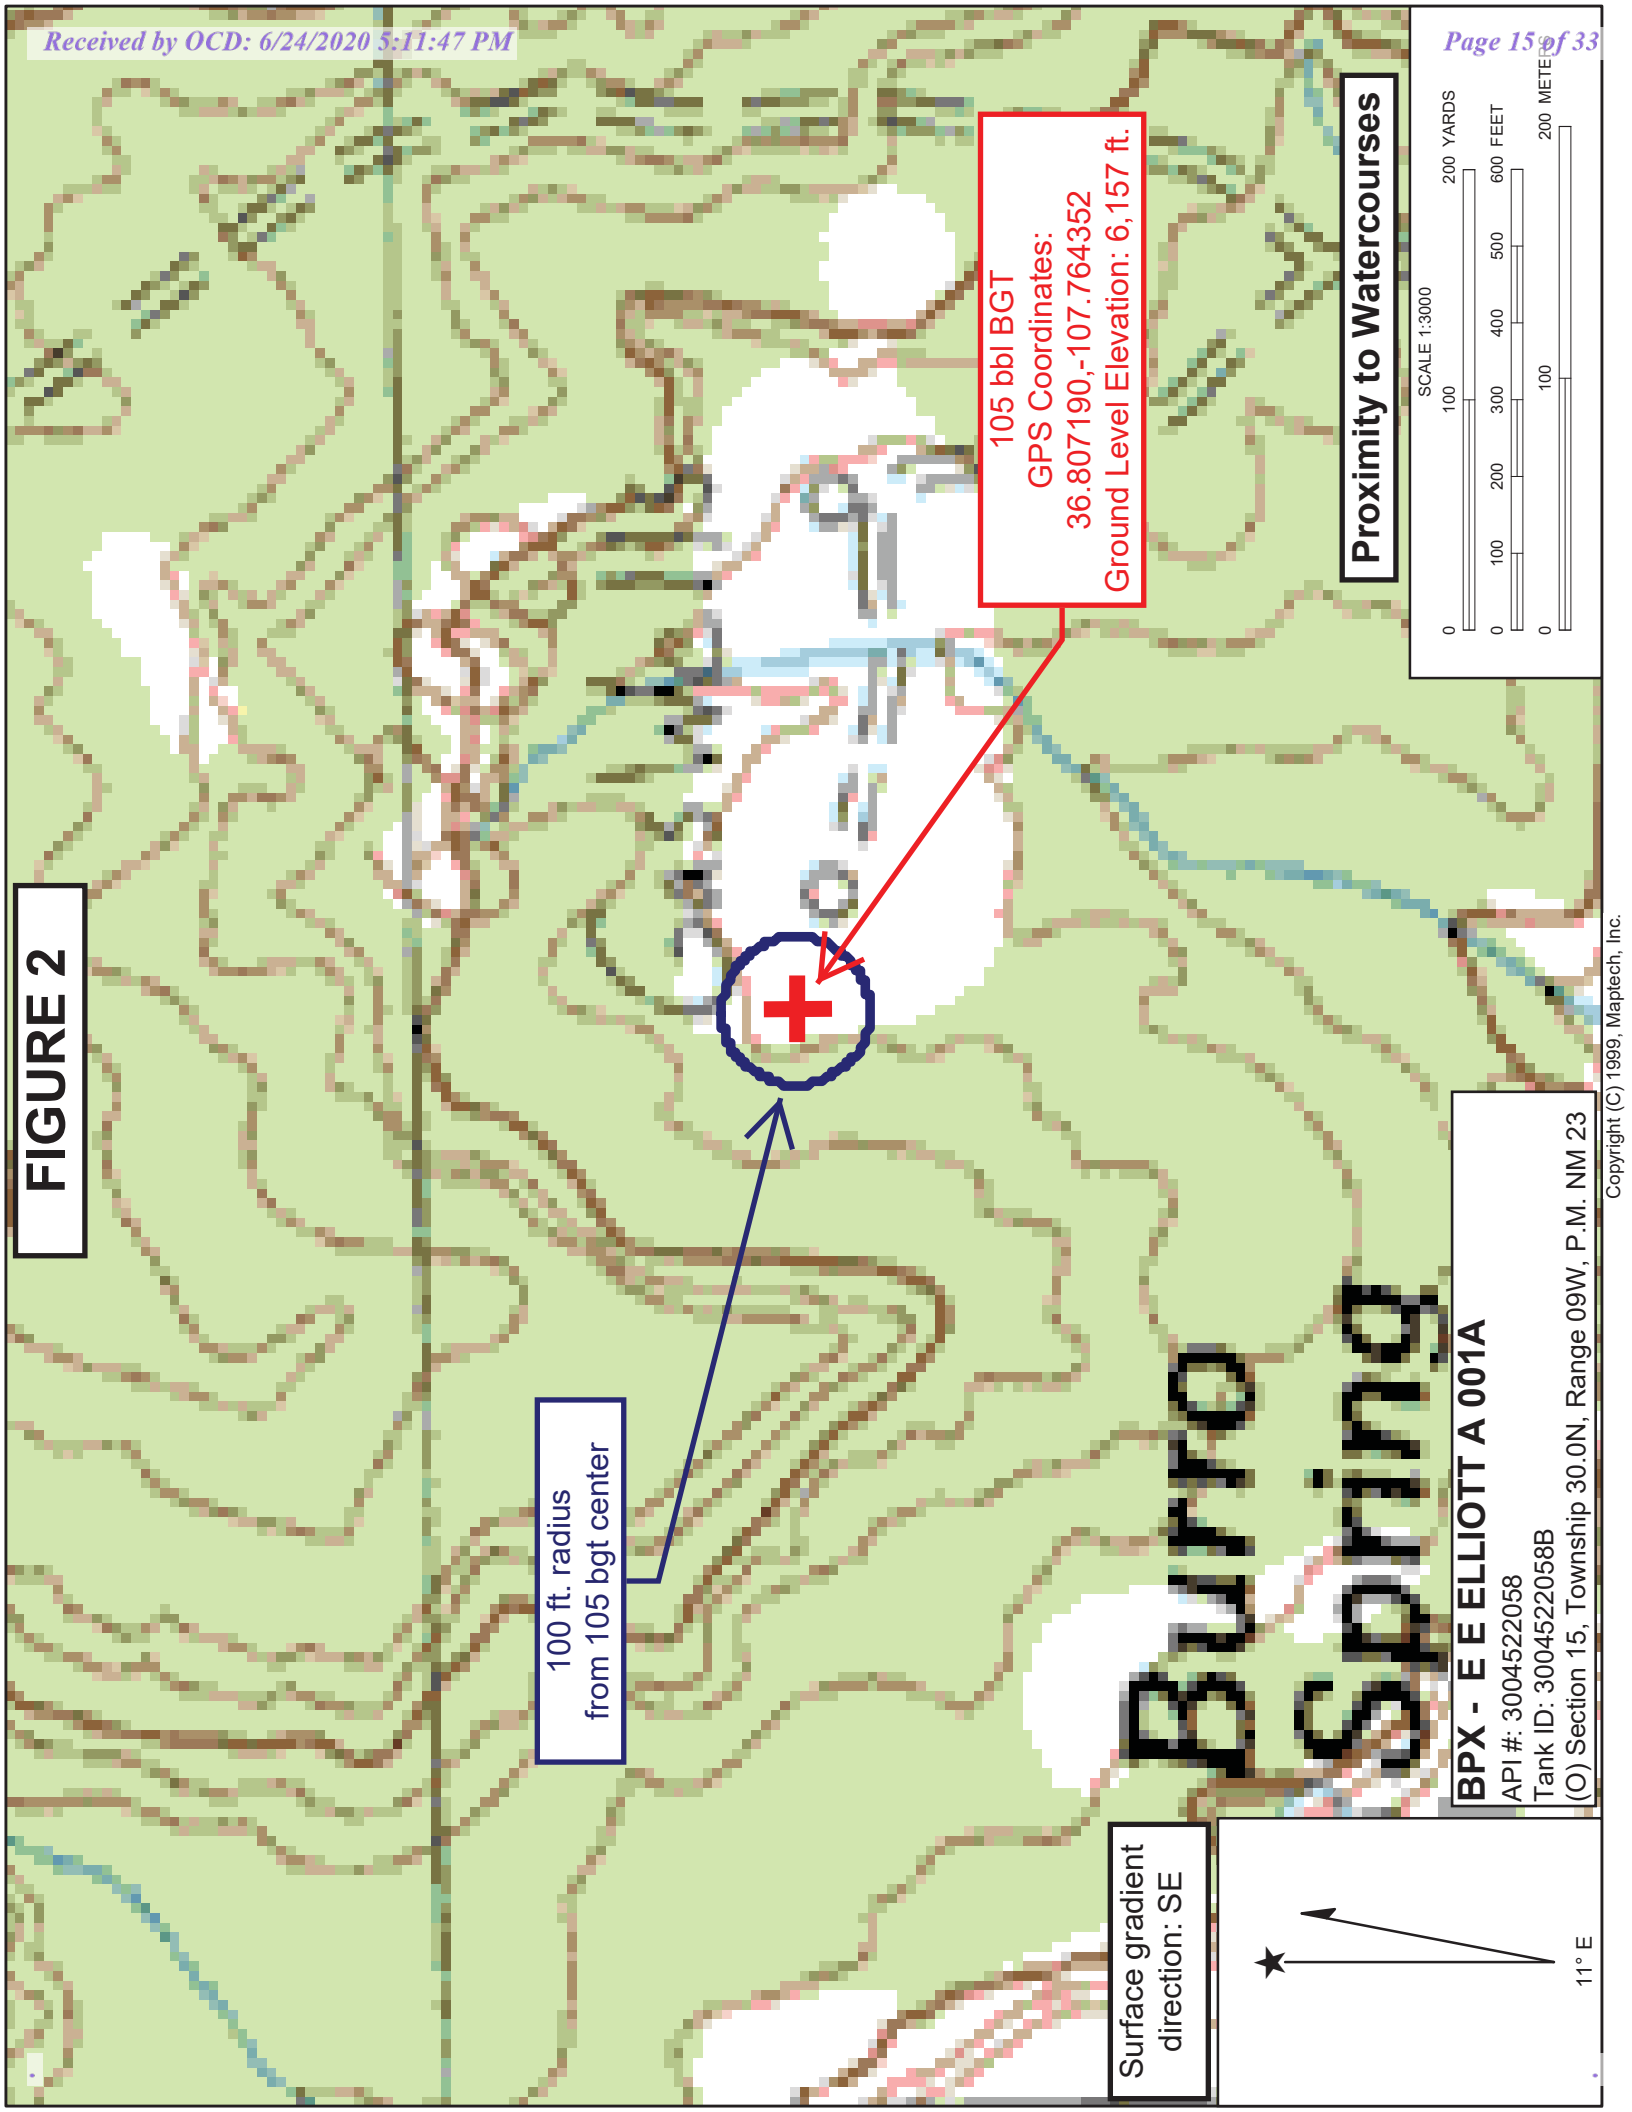 Received by OCD: 6/24/2020 5:11:47 PM
Page 15 of 33
FIGURE 2
100 ft. radius
from 105 bgt center
105 bbl BGT
GPS Coordinates:
36.807190,-107.764352
Ground Level Elevation: 6,157 ft.
Burro
Spring
Surface gradient
direction: SE
11° E
BPX - E E ELLIOTT A 001A
API #: 3004522058
Tank ID: 3004522058B
(O) Section 15, Township 30.0N, Range 09W, P.M. NM 23
Proximity to Watercourses
SCALE 1:3000
0 100 200 YARDS
0 100 200 300 400 500 600 FEET
0 100 200 METERS
Copyright (C) 1999, Maptech, Inc.